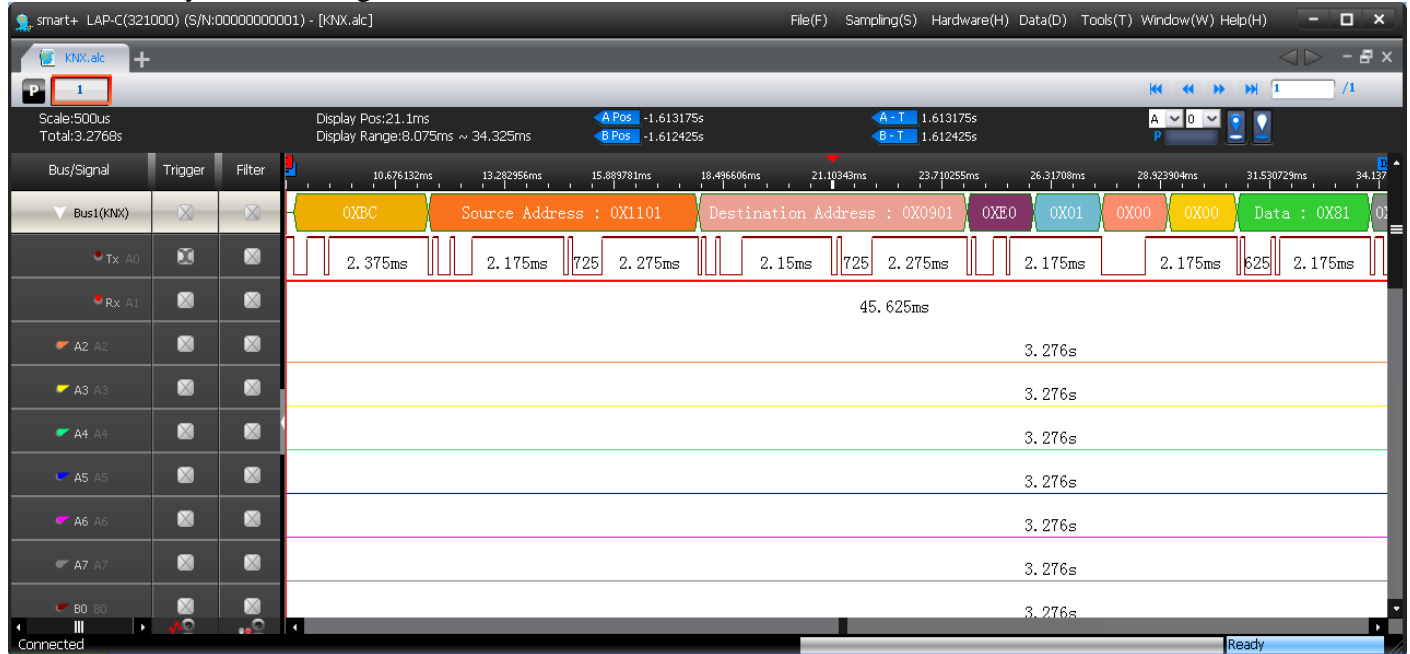 smart+ LAP-C(321000) (S/N:00000000001) - [KNX.alc] File(F) Sampling(S) Hardware(H) Data(D) Tools(T) Window(W) Help(H)
KNX.alc
P 1 1 /1
Scale:500us Display Pos:21.1ms A Pos -1.613175s A - T 1.613175s A 0
Total:3.2768s Display Range:8.075ms ~ 34.325ms B Pos -1.612425s B - T 1.612425s P
Bus/Signal Trigger Filter 10.676132ms 13.282956ms 15.889781ms 18.496606ms 21.10343ms 23.710255ms 26.31708ms 28.923904ms 31.530729ms 34.137 D
Bus1(KNX) 0XBC Source Address : 0X1101 Destination Address : 0X0901 0XE0 0X01 0X00 0X00 Data : 0X81
Tx A0 2.375ms 2.175ms 725 2.275ms 2.15ms 725 2.275ms 2.175ms 2.175ms 625 2.175ms
Rx A1 45.625ms
A2 A2 3.276s
A3 A3 3.276s
A4 A4 3.276s
A5 A5 3.276s
A6 A6 3.276s
A7 A7 3.276s
B0 B0 3.276s
Connected Ready